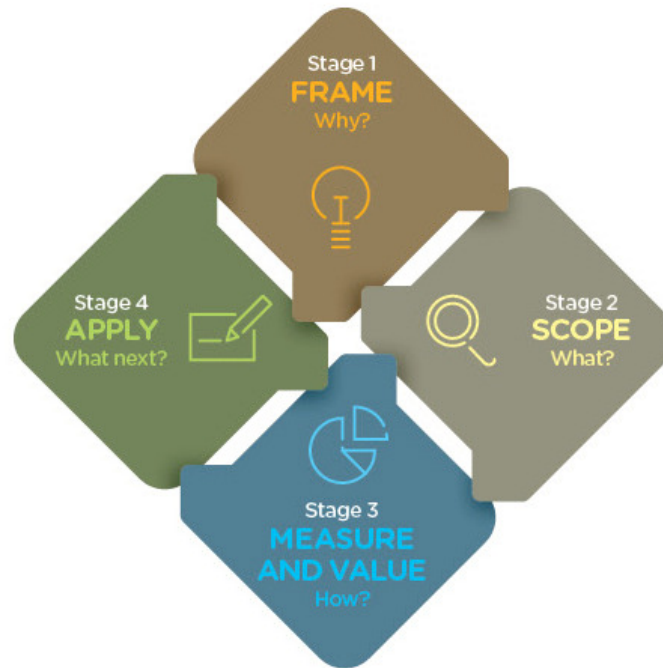 Stage 1
FRAME
Why?
Stage 2
SCOPE
What?
Stage 3
MEASURE
AND VALUE
How?
Stage 4
APPLY
What next?